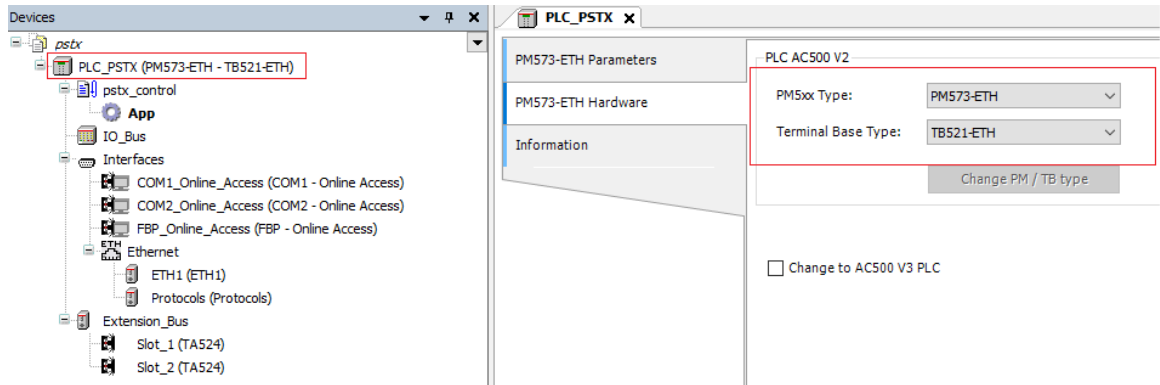 Devices
pstx
PLC_PSTX (PM573-ETH - TB521-ETH)
pstx_control
App
IO_Bus
Interfaces
COM1_Online_Access (COM1 - Online Access)
COM2_Online_Access (COM2 - Online Access)
FBP_Online_Access (FBP - Online Access)
ETH
Ethernet
ETH1 (ETH1)
Protocols (Protocols)
Extension_Bus
Slot_1 (TA524)
Slot_2 (TA524)
PLC_PSTX
PM573-ETH Parameters
PM573-ETH Hardware
Information
PLC AC500 V2
PM5xx Type: PM573-ETH
Terminal Base Type: TB521-ETH
Change PM / TB type
Change to AC500 V3 PLC